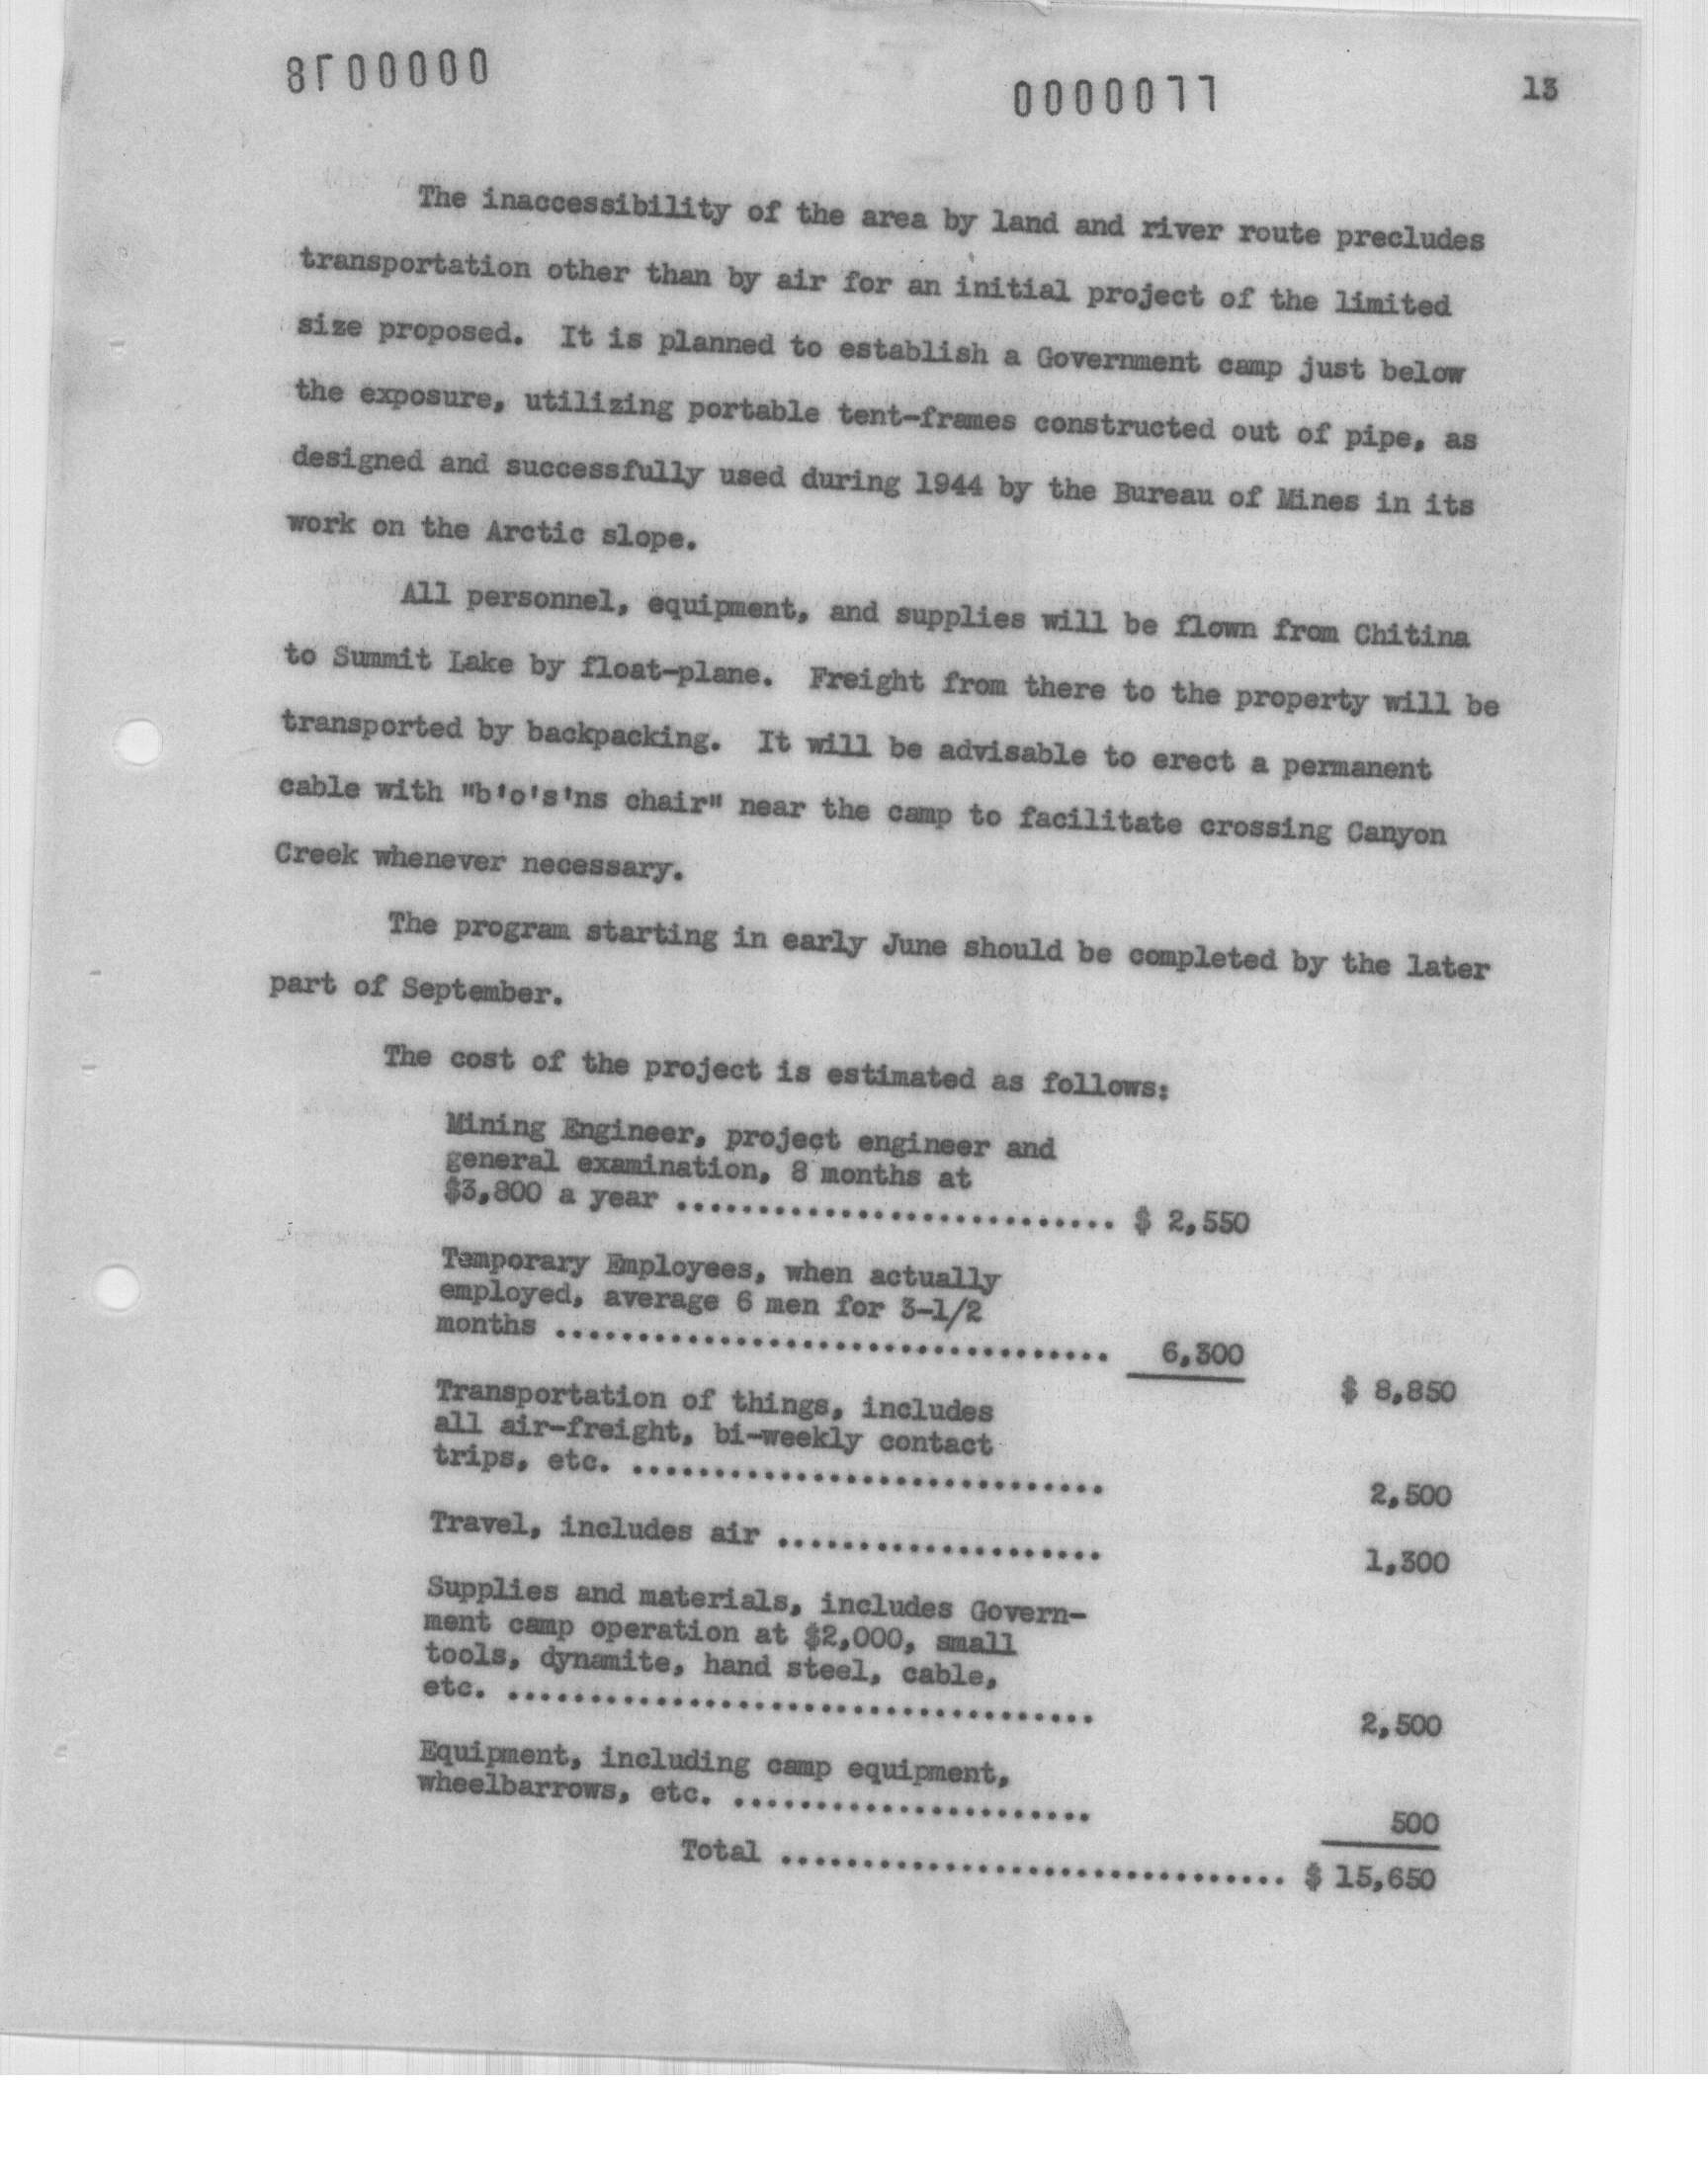 8100000
0000077
13
The inaccessibility of the area by land and river route precludes
transportation other than by air for an initial project of the limited
size proposed. It is planned to establish a Government camp just below
the exposure, utilizing portable tent-frames constructed out of pipe, as
designed and successfully used during 1944 by the Bureau of Mines in its
work on the Arctic slope.
All personnel, equipment, and supplies will be flown from Chitina
to Summit Lake by float-plane. Freight from there to the property will be
transported by backpacking. It will be advisable to erect a permanent
cable with "b'o's'ns chair" near the camp to facilitate crossing Canyon
Creek whenever necessary.
The program starting in early June should be completed by the later
part of September.
The cost of the project is estimated as follows:
Mining Engineer, project engineer and
general examination, 8 months at
$3,800 a year ........................... $ 2,550
Temporary Employees, when actually
employed, average 6 men for 3-1/2
months .................................. 6,300
$ 8,850
Transportation of things, includes
all air-freight, bi-weekly contact
trips, etc. ............................. 2,500
Travel, includes air .................... 1,300
Supplies and materials, includes Govern-
ment camp operation at $2,000, small
tools, dynamite, hand steel, cable,
etc. .................................... 2,500
Equipment, including camp equipment,
wheelbarrows, etc. ...................... 500
Total ............................... $ 15,650